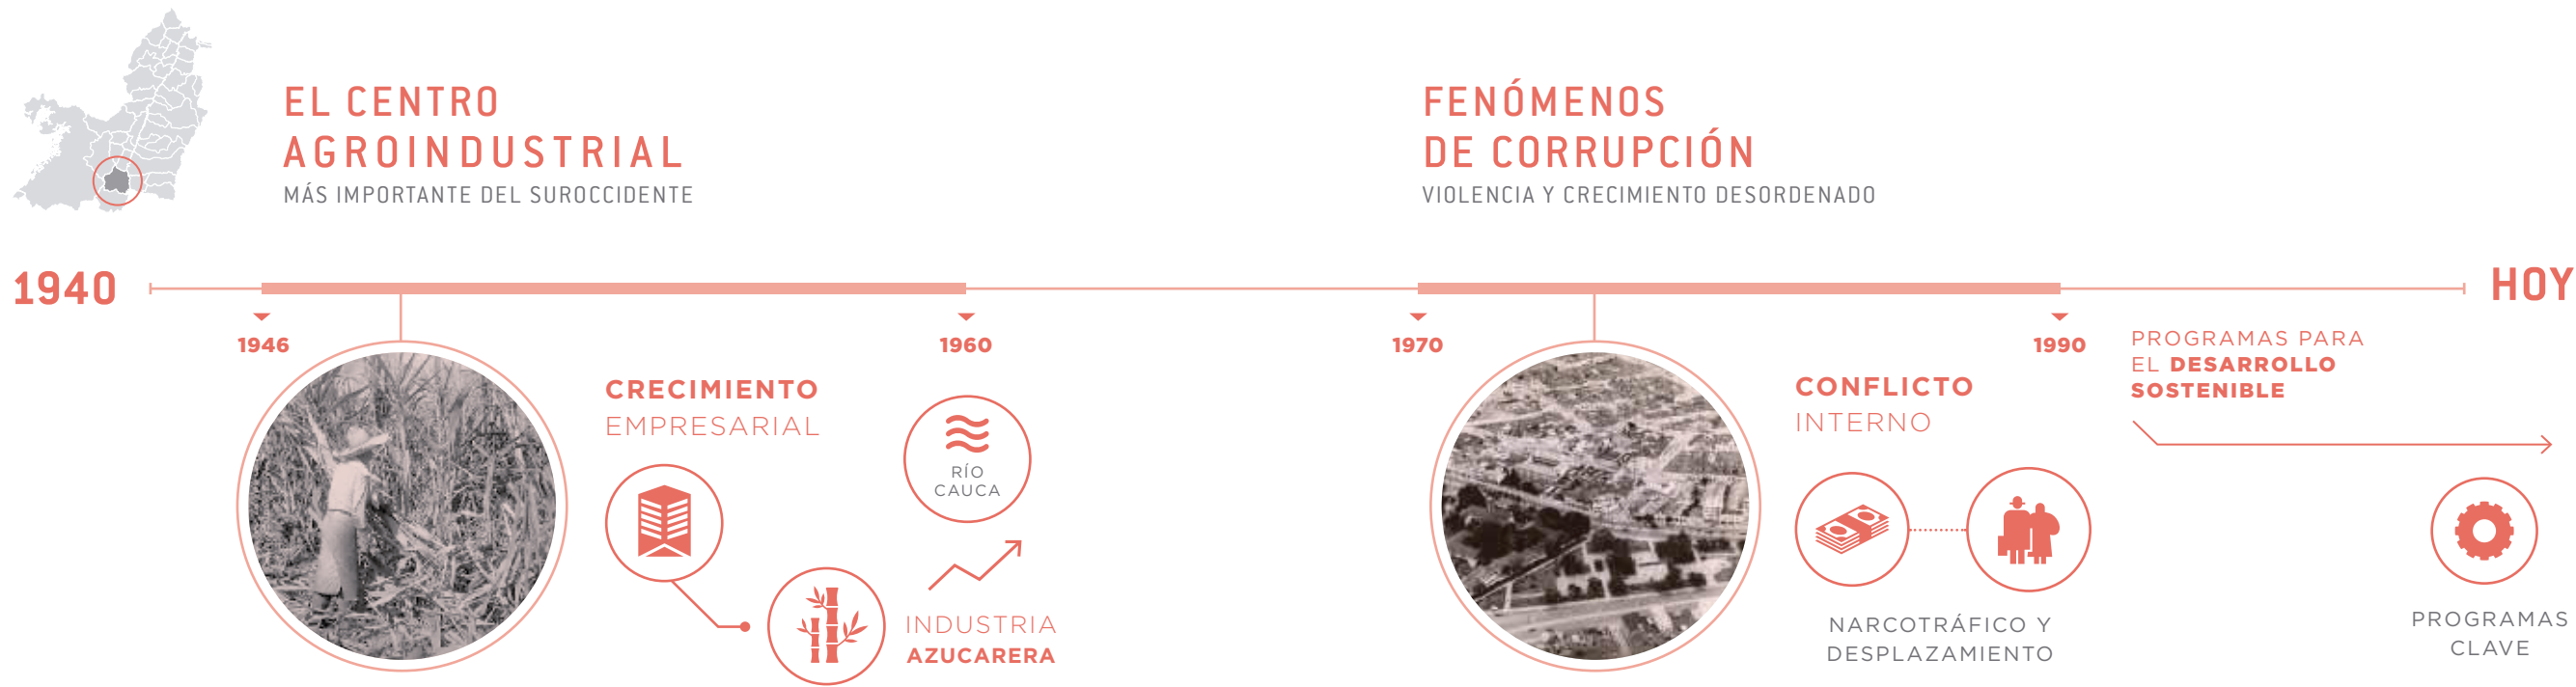 EL CENTRO
AGROINDUSTRIAL
MÁS IMPORTANTE DEL SUROCCIDENTE
FENÓMENOS
DE CORRUPCIÓN
VIOLENCIA Y CRECIMIENTO DESORDENADO
1940
HOY
1946
1960
1970
1990
CRECIMIENTO
EMPRESARIAL
RÍO
CAUCA
INDUSTRIA
AZUCARERA
CONFLICTO
INTERNO
NARCOTRÁFICO Y
DESPLAZAMIENTO
PROGRAMAS PARA
EL DESARROLLO
SOSTENIBLE
PROGRAMAS
CLAVE